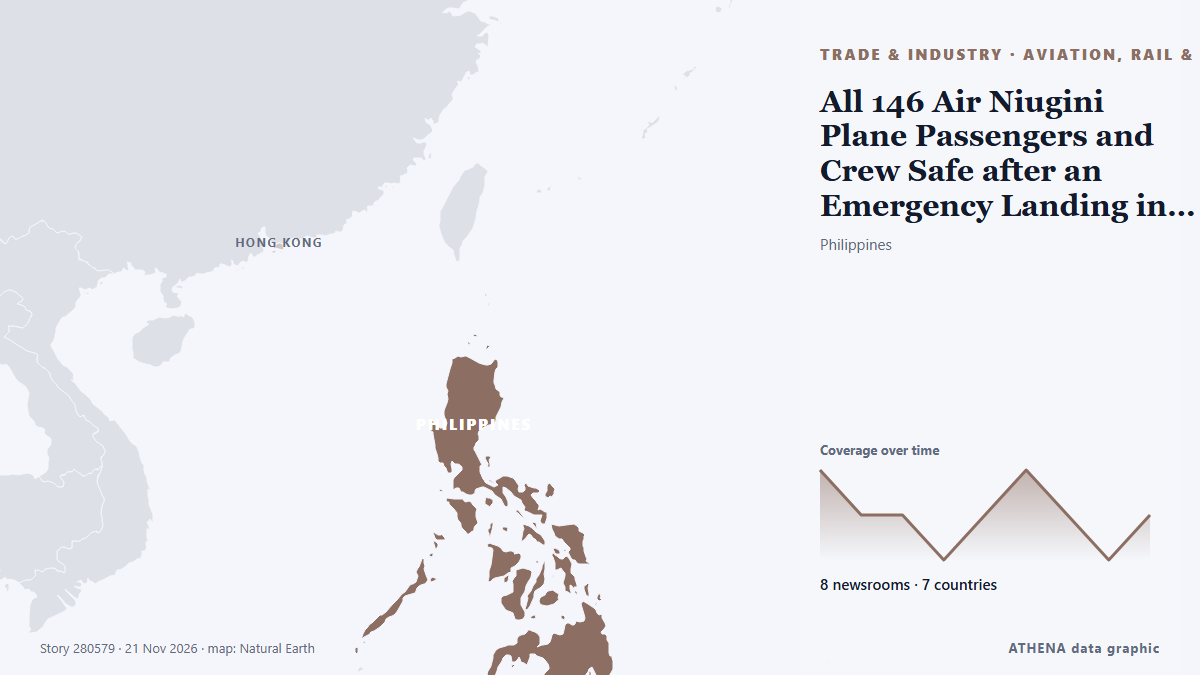 TRADE & INDUSTRY · AVIATION, RAIL &
All 146 Air Niugini
Plane Passengers and
Crew Safe after an
Emergency Landing in...
Philippines
HONG KONG
PHILIPPINES
Coverage over time
8 newsrooms · 7 countries
Story 280579 · 21 Nov 2026 · map: Natural Earth
ATHENA data graphic